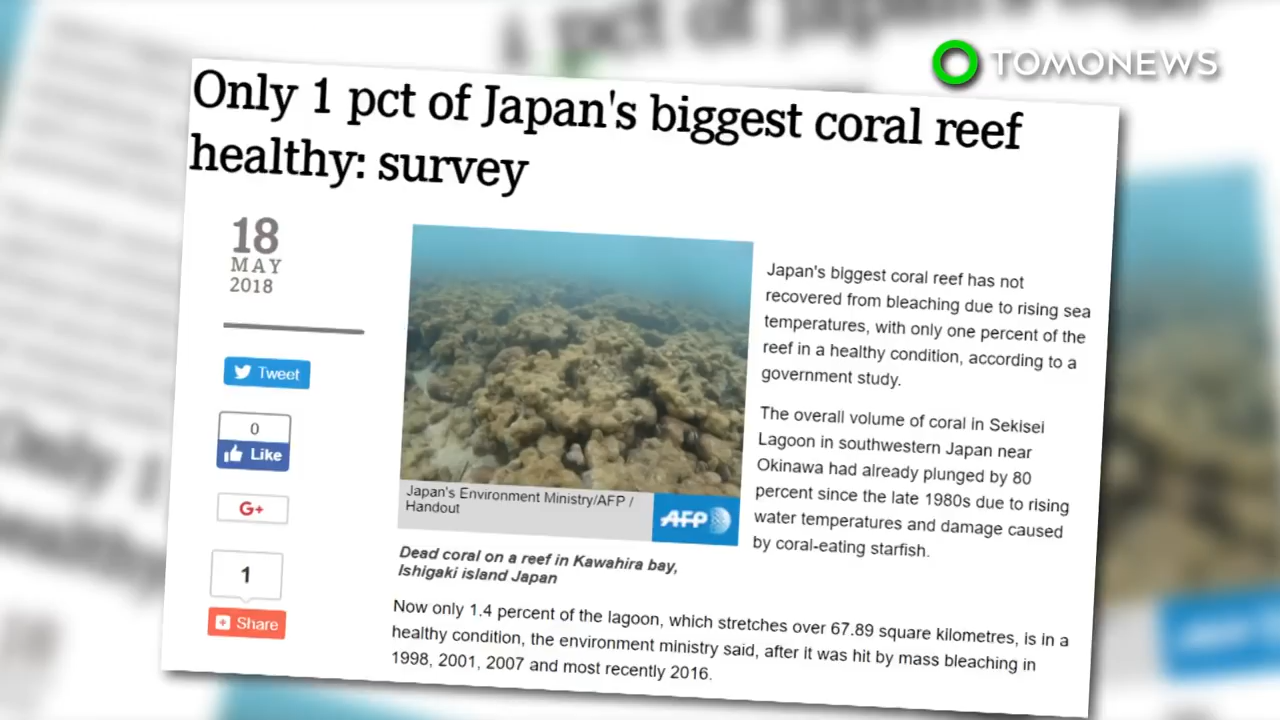 TOMONEWS
Only 1 pct of Japan's biggest coral reef
healthy: survey
18
MAY
2018
Tweet
0
Like
G+
1
Share
Japan's Environment Ministry/AFP /
Handout
AFP
Dead coral on a reef in Kawahira bay,
Ishigaki island Japan
Japan's biggest coral reef has not
recovered from bleaching due to rising sea
temperatures, with only one percent of the
reef in a healthy condition, according to a
government study.
The overall volume of coral in Sekisei
Lagoon in southwestern Japan near
Okinawa had already plunged by 80
percent since the late 1980s due to rising
water temperatures and damage caused
by coral-eating starfish.
Now only 1.4 percent of the lagoon, which stretches over 67.89 square kilometres, is in a
healthy condition, the environment ministry said, after it was hit by mass bleaching in
1998, 2001, 2007 and most recently 2016.